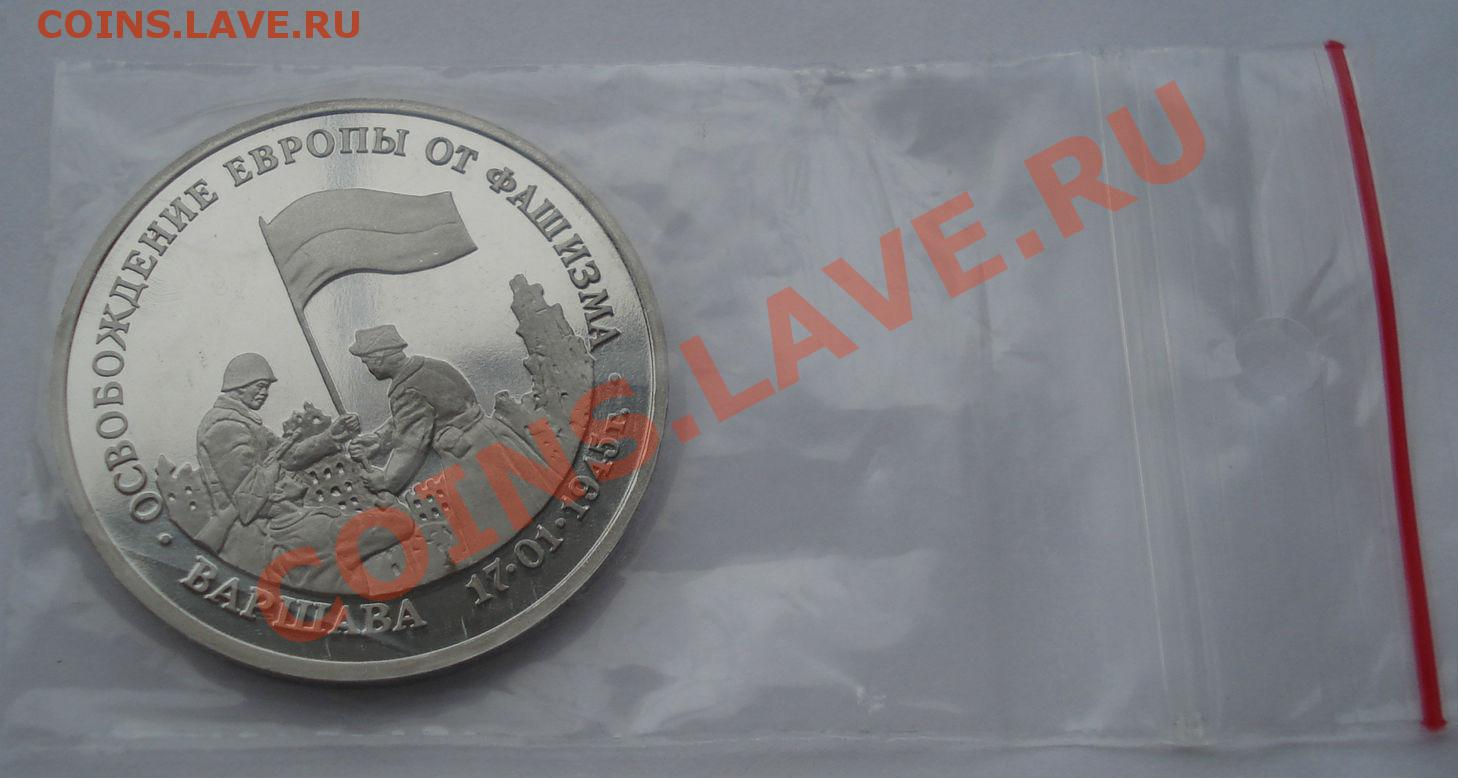 COINS.LAVE.RU
ОСВОБОЖДЕНИЕ ЕВРОПЫ ОТ ФАШИЗМА
ВАРШАВА 17·01·1945г.
COINS.LAVE.RU